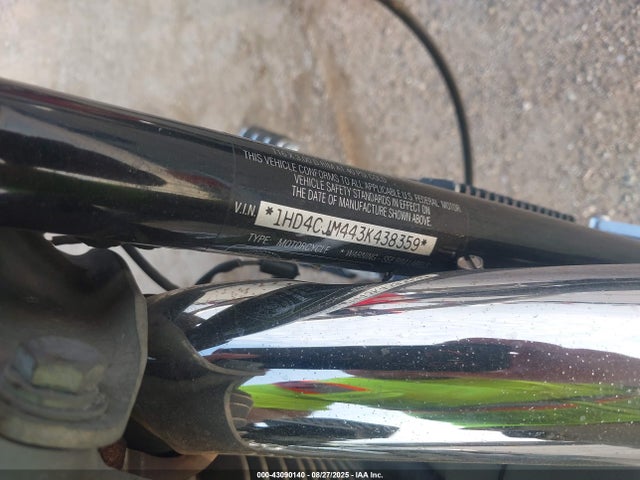 THIS VEHICLE CONFORMS TO ALL APPLICABLE U.S. FEDERAL MOTOR
VEHICLE SAFETY STANDARDS IN EFFECT ON
THE DATE OF MANUFACTURE SHOWN ABOVE.
V.I.N. *1HD4CJM443K438359*
TYPE MOTORCYCLE * WARNING
000-43090140 - 08/27/2025 - © IAA Inc.